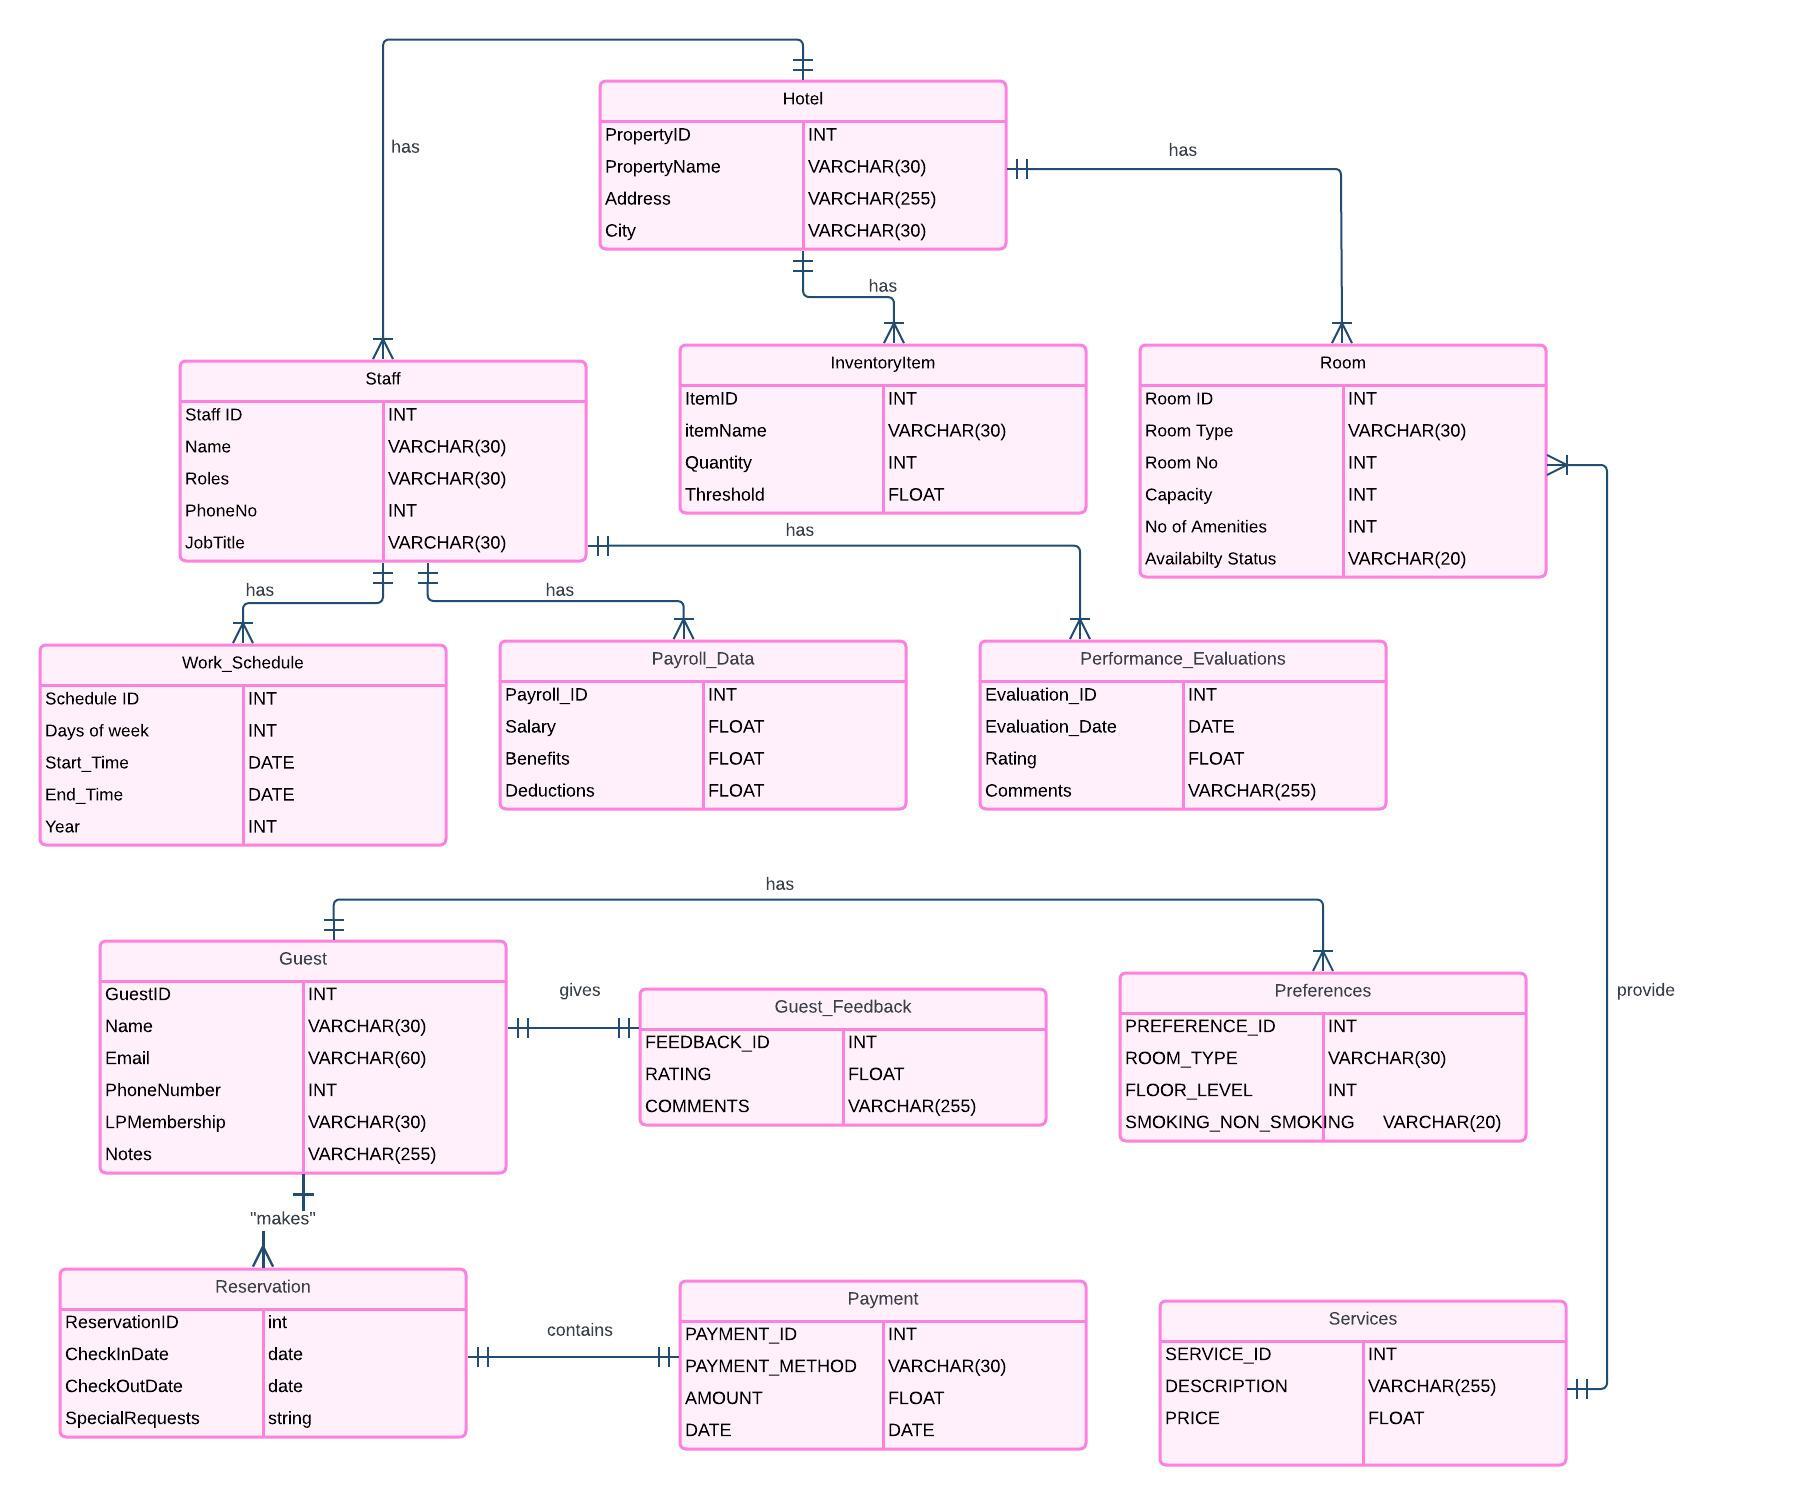 Hotel
PropertyID INT
PropertyName VARCHAR(30)
Address VARCHAR(255)
City VARCHAR(30)
has
has
has
Staff
Staff ID INT
Name VARCHAR(30)
Roles VARCHAR(30)
PhoneNo INT
JobTitle VARCHAR(30)
InventoryItem
ItemID INT
itemName VARCHAR(30)
Quantity INT
Threshold FLOAT
Room
Room ID INT
Room Type VARCHAR(30)
Room No INT
Capacity INT
No of Amenities INT
Availabilty Status VARCHAR(20)
has
has
has
Work_Schedule
Schedule ID INT
Days of week INT
Start_Time DATE
End_Time DATE
Year INT
Payroll_Data
Payroll_ID INT
Salary FLOAT
Benefits FLOAT
Deductions FLOAT
Performance_Evaluations
Evaluation_ID INT
Evaluation_Date DATE
Rating FLOAT
Comments VARCHAR(255)
has
Guest
GuestID INT
Name VARCHAR(30)
Email VARCHAR(60)
PhoneNumber INT
LPMembership VARCHAR(30)
Notes VARCHAR(255)
gives
Guest_Feedback
FEEDBACK_ID INT
RATING FLOAT
COMMENTS VARCHAR(255)
Preferences
PREFERENCE_ID INT
ROOM_TYPE VARCHAR(30)
FLOOR_LEVEL INT
SMOKING_NON_SMOKING VARCHAR(20)
provide
"makes"
Reservation
ReservationID int
CheckInDate date
CheckOutDate date
SpecialRequests string
contains
Payment
PAYMENT_ID INT
PAYMENT_METHOD VARCHAR(30)
AMOUNT FLOAT
DATE DATE
Services
SERVICE_ID INT
DESCRIPTION VARCHAR(255)
PRICE FLOAT